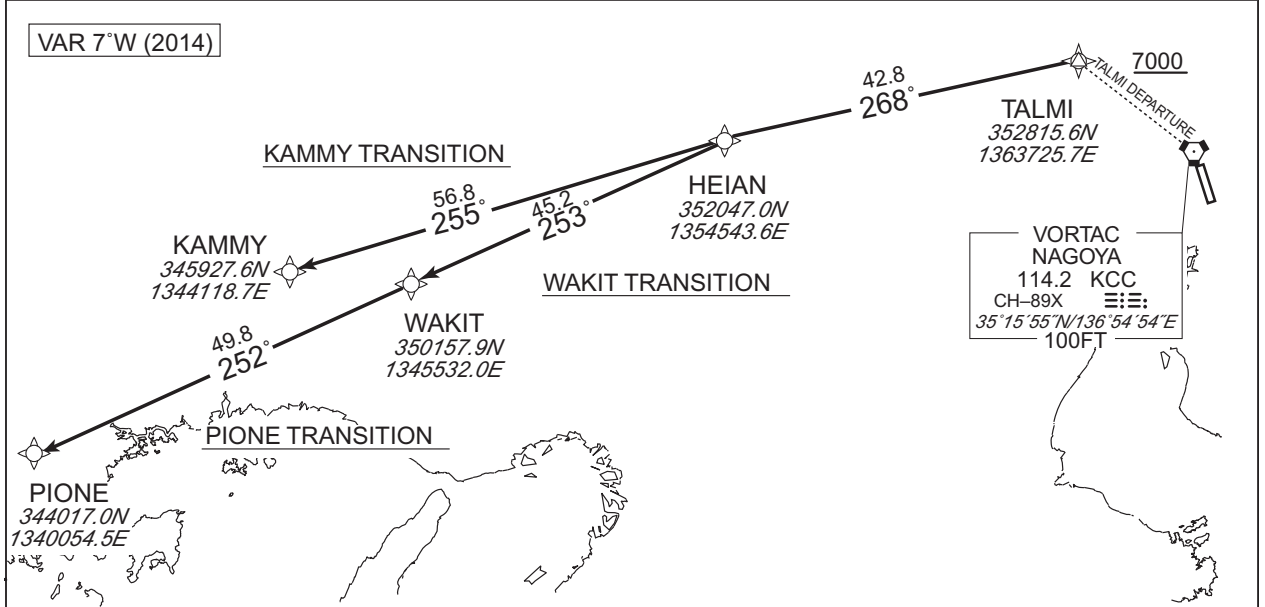 VAR 7°W (2014)
7000
TALMI DEPARTURE
42.8
268°
TALMI
352815.6N
1363725.7E
KAMMY TRANSITION
HEIAN
352047.0N
1354543.6E
56.8
255°
45.2
253°
KAMMY
345927.6N
1344118.7E
WAKIT TRANSITION
VORTAC
NAGOYA
114.2 KCC
CH–89X
35°15´55˝N/136°54´54˝E
100FT
WAKIT
350157.9N
1345532.0E
49.8
252°
PIONE TRANSITION
PIONE
344017.0N
1340054.5E